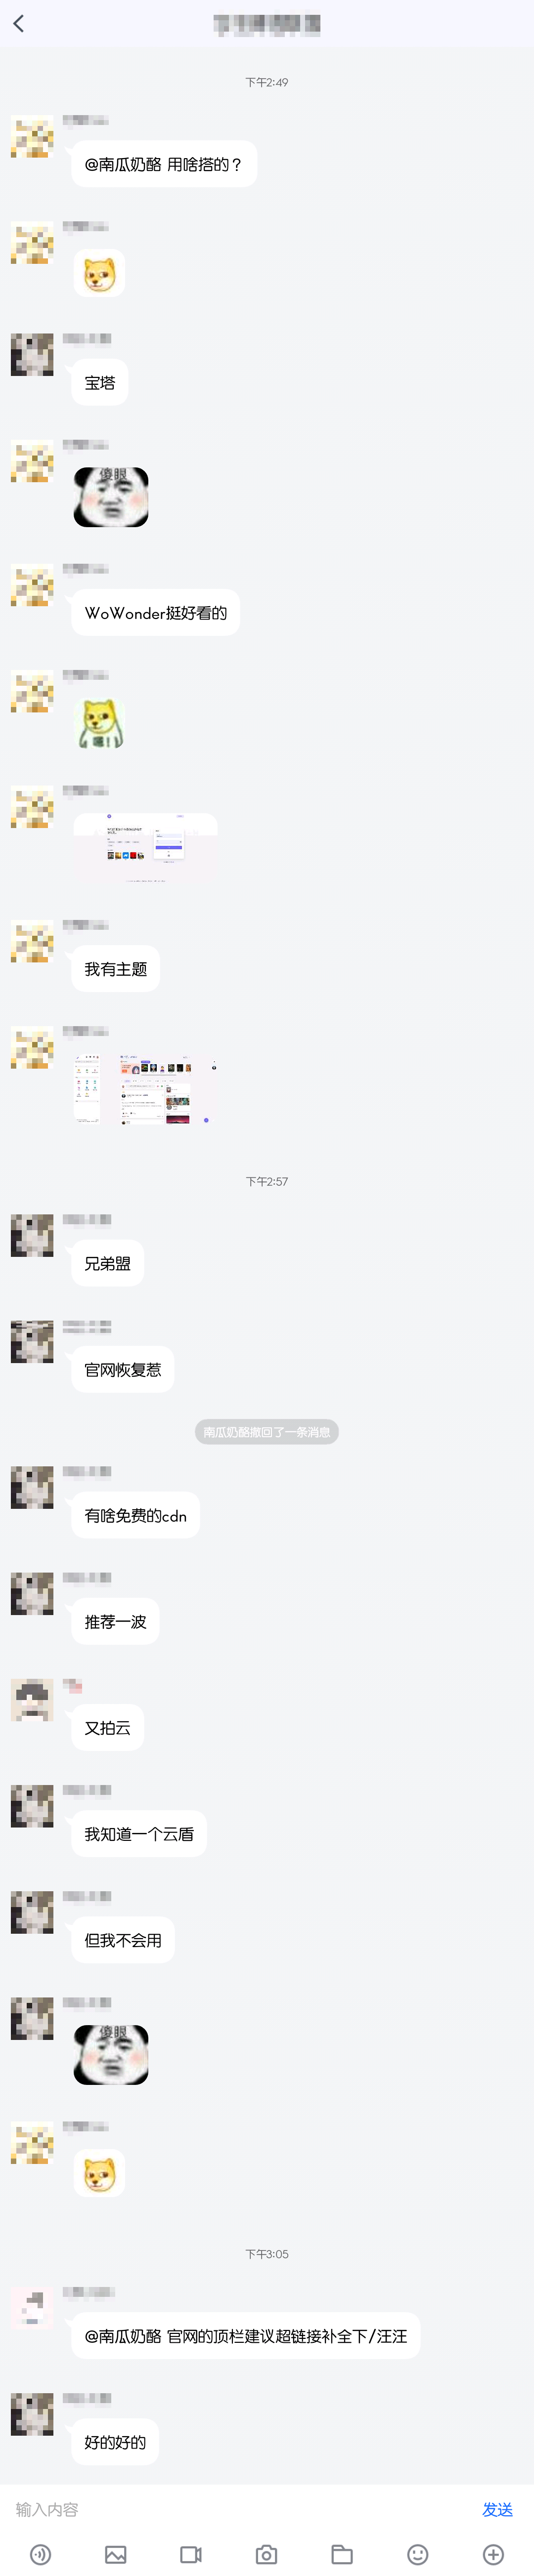 下午2:49
@南瓜奶酪 用啥搭的？
宝塔
傻眼
WoWonder挺好看的
嗯!
我有主题
下午2:57
兄弟盟
官网恢复惹
南瓜奶酪撤回了一条消息
有啥免费的cdn
推荐一波
又拍云
我知道一个云盾
但我不会用
傻眼
下午3:05
@南瓜奶酪 官网的顶栏建议超链接补全下/汪汪
好的好的
输入内容
发送